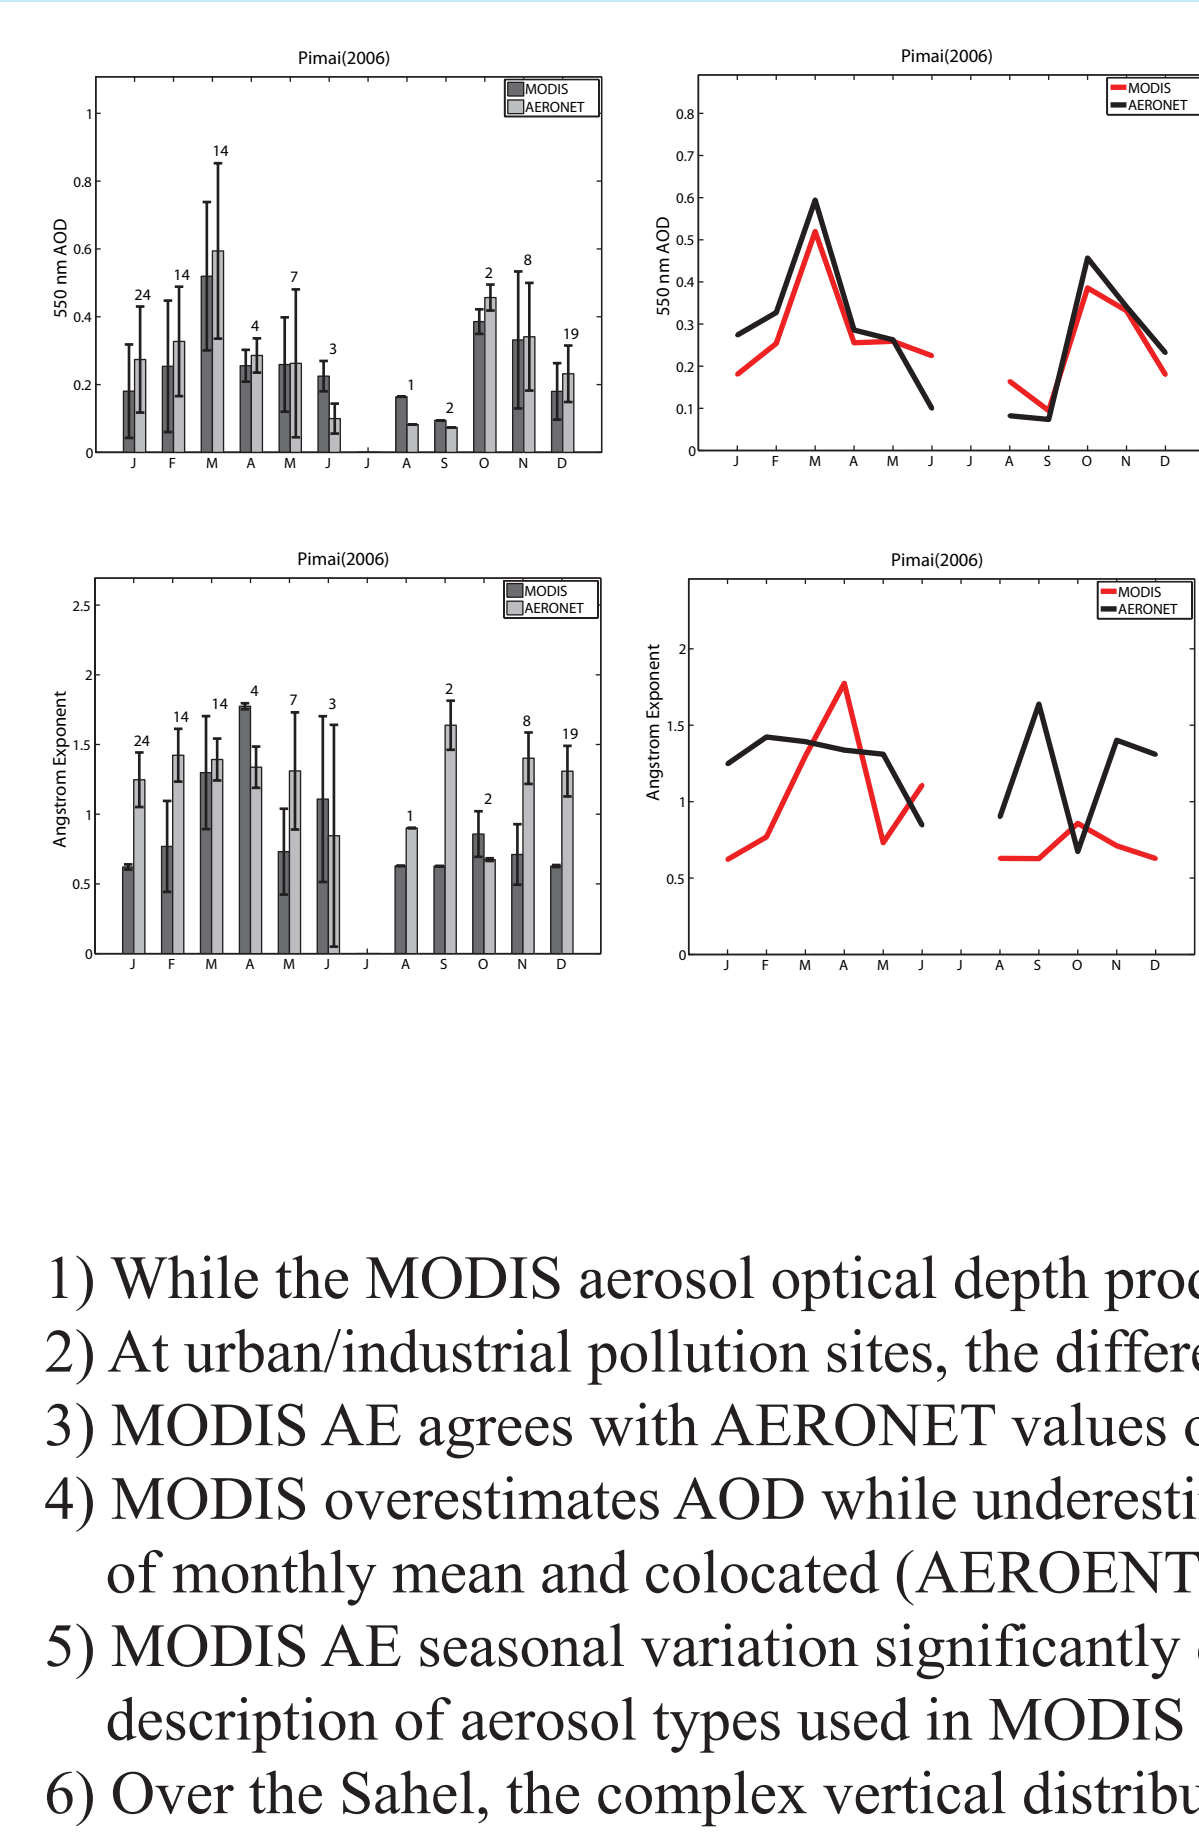 Pimai(2006)
MODIS
AERONET
550 nm AOD
1
0.8
0.6
0.4
0.2
0
24
14
14
4
7
3
1
2
2
8
19
J F M A M J J A S O N D
Pimai(2006)
MODIS
AERONET
550 nm AOD
0.8
0.7
0.6
0.5
0.4
0.3
0.2
0.1
0
J F M A M J J A S O N D
Pimai(2006)
MODIS
AERONET
Angstrom Exponent
2.5
2
1.5
1
0.5
0
24
14
14
4
7
3
1
2
2
8
19
J F M A M J J A S O N D
Pimai(2006)
MODIS
AERONET
Angstrom Exponent
2
1.5
1
0.5
0
J F M A M J J A S O N D
1) While the MODIS aerosol optical depth
2) At urban/industrial pollution sites, the
3) MODIS AE agrees with AERONET values
4) MODIS overestimates AOD while
of monthly mean and colocated (AEROENT
5) MODIS AE seasonal variation significantly
description of aerosol types used in MODIS
6) Over the Sahel, the complex vertical